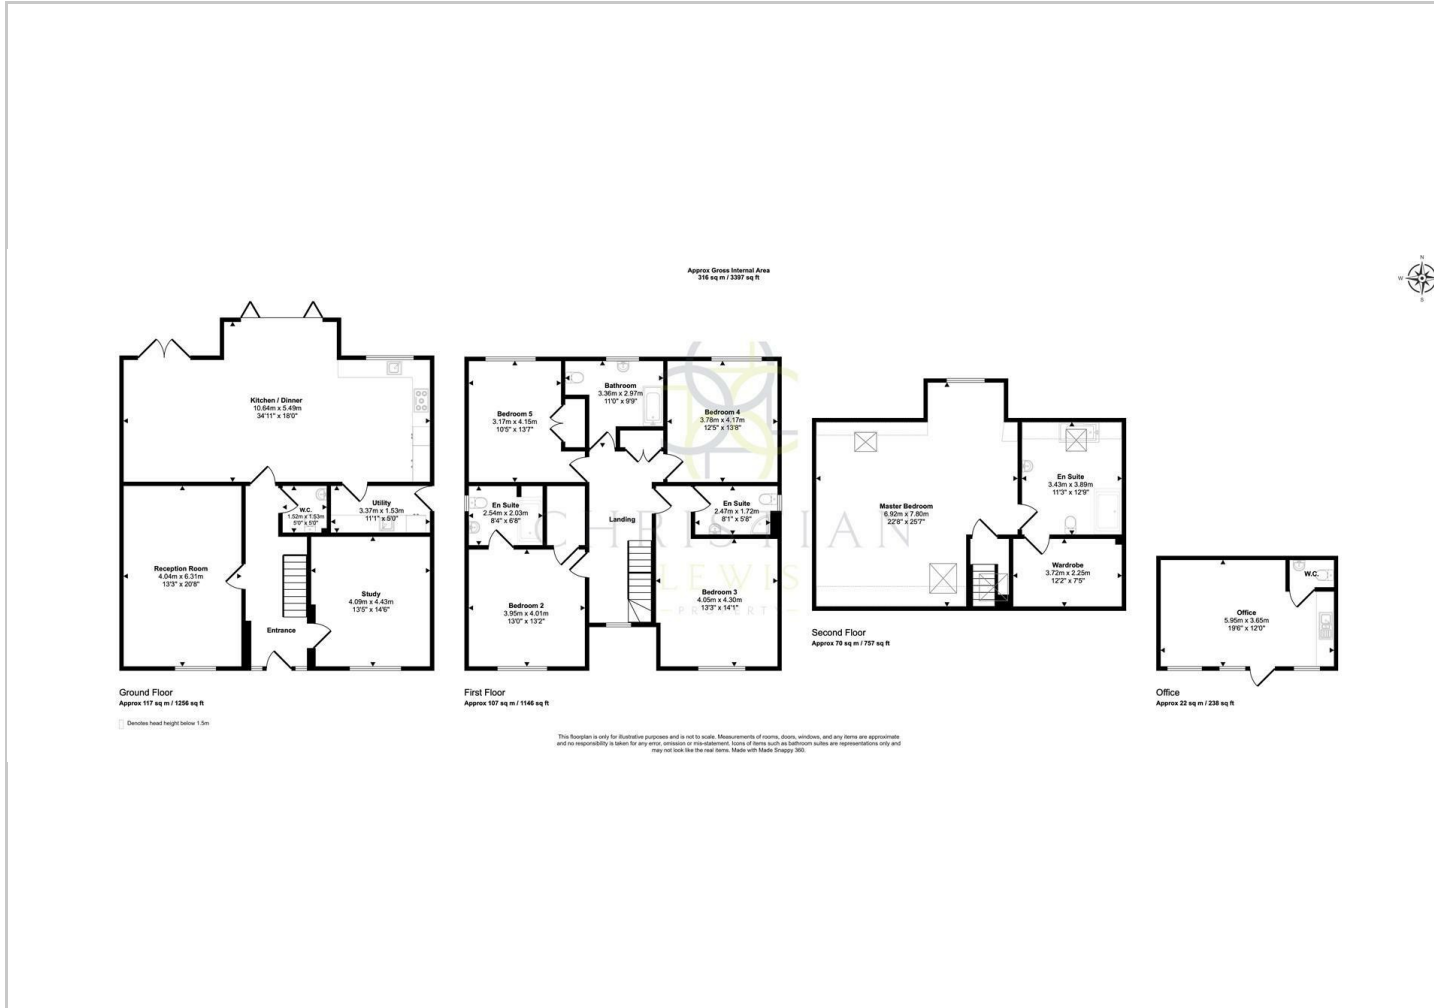 Approx Gross Internal Area
316 sq m / 3397 sq ft
N
W
S
Kitchen / Dinner
10.64m x 5.49m
34'11" x 18'0"
W.C.
1.52m x 1.53m
5'0" x 5'0"
Utility
3.37m x 1.53m
11'1" x 5'0"
Reception Room
4.04m x 6.31m
13'3" x 20'8"
Study
4.09m x 4.43m
13'5" x 14'6"
Entrance
Ground Floor
Approx 117 sq m / 1256 sq ft
Denotes head height below 1.5m
Bedroom 5
3.17m x 4.15m
10'5" x 13'7"
Bathroom
3.36m x 2.97m
11'0" x 9'9"
Bedroom 4
3.78m x 4.17m
12'5" x 13'8"
En Suite
2.54m x 2.03m
8'4" x 6'8"
Landing
En Suite
2.47m x 1.72m
8'1" x 5'8"
Bedroom 2
3.95m x 4.01m
13'0" x 13'2"
Bedroom 3
4.05m x 4.30m
13'3" x 14'1"
First Floor
Approx 107 sq m / 1146 sq ft
CHRISTIAN
LEWIS
PROPERTY
Master Bedroom
6.92m x 7.80m
22'8" x 25'7"
En Suite
3.43m x 3.89m
11'3" x 12'9"
Wardrobe
3.72m x 2.25m
12'2" x 7'5"
Second Floor
Approx 70 sq m / 757 sq ft
W.C.
Office
5.95m x 3.65m
19'6" x 12'0"
Office
Approx 22 sq m / 238 sq ft
This floorplan is only for illustrative purposes and is not to scale. Measurements of rooms, doors, windows, and any items are approximate
and no responsibility is taken for any error, omission or mis-statement. Icons of items such as bathroom suites are representations only and
may not look like the real items. Made with Made Snappy 360.